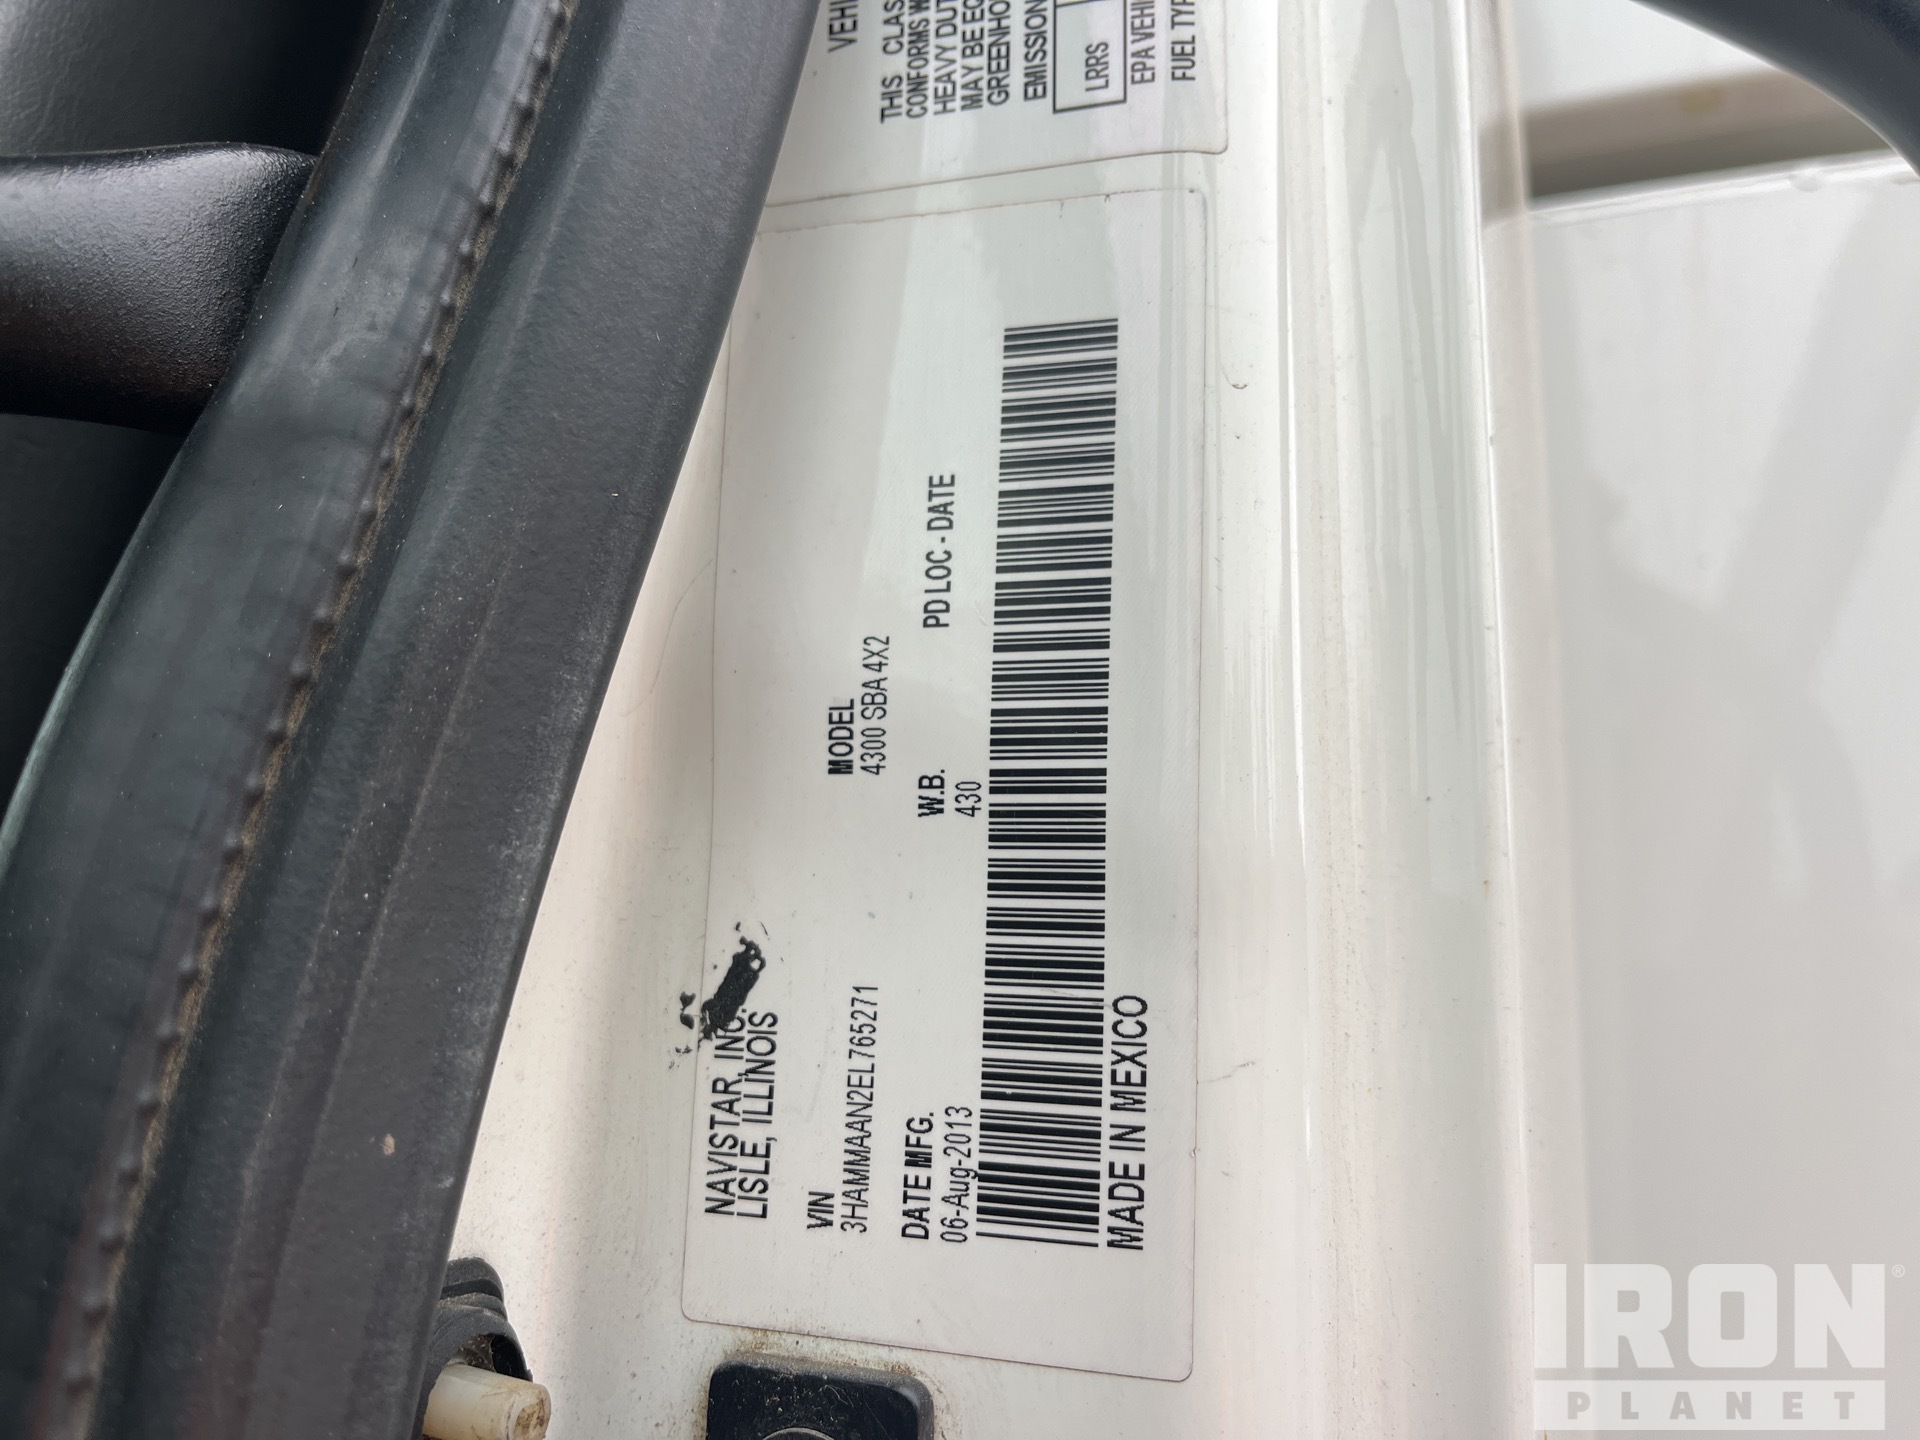 VEHI
THIS CLAS
CONFORMS W
HEAVY DUT
MAY BE EQ
GREENHO
EMISSION
LRRS
EPA VEHI
FUEL TYP
NAVISTAR, INC.
LISLE, ILLINOIS
VIN
3HAMMAAN2EL765271
MODEL
4300 SBA 4X2
DATE MFG.
06-Aug-2013
W.B.
430
PD LOC - DATE
MADE IN MEXICO
IRON®
PLANET